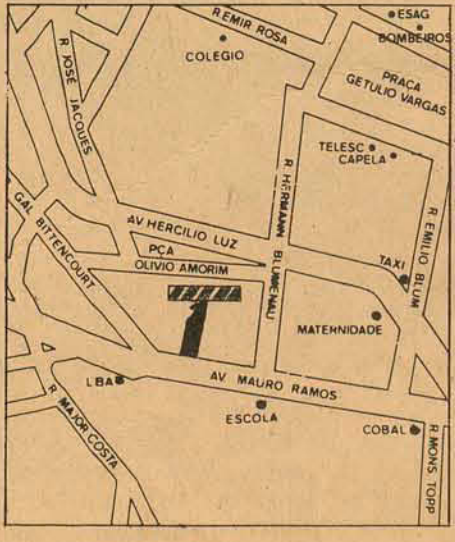 R EMIR ROSA
ESAG
BOMBEIROS
COLEGIO
PRAÇA
GETULIO VARGAS
R JOSÉ JACQUES
TELESC
CAPELA
R HERMANN BLUMENAU
R EMILIO BLUM
GAL BITTENCOURT
AV HERCILIO LUZ
PÇA
OLIVIO AMORIM
TAXI
MATERNIDADE
LBA
AV MAURO RAMOS
ESCOLA
COBAL
R MAJOR COSTA
R MONS. TOPP